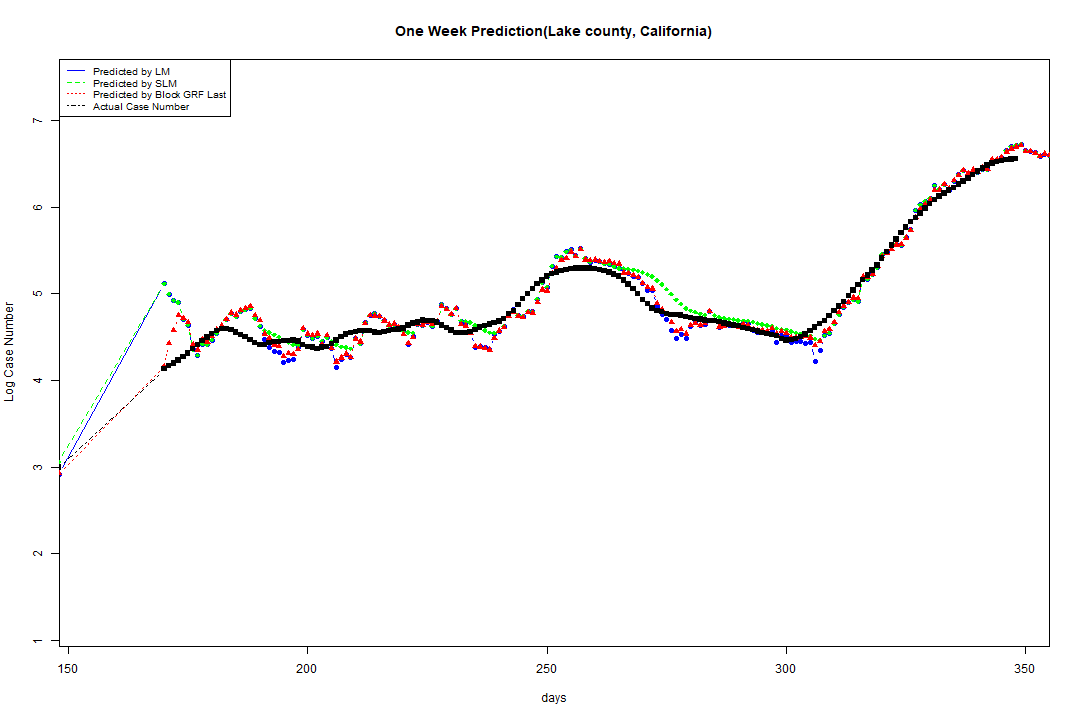 One Week Prediction(Lake county, California)
Predicted by LM
Predicted by SLM
Predicted by Block GRF Last
Actual Case Number
7
6
5
4
3
2
1
Log Case Number
150 200 250 300 350
days